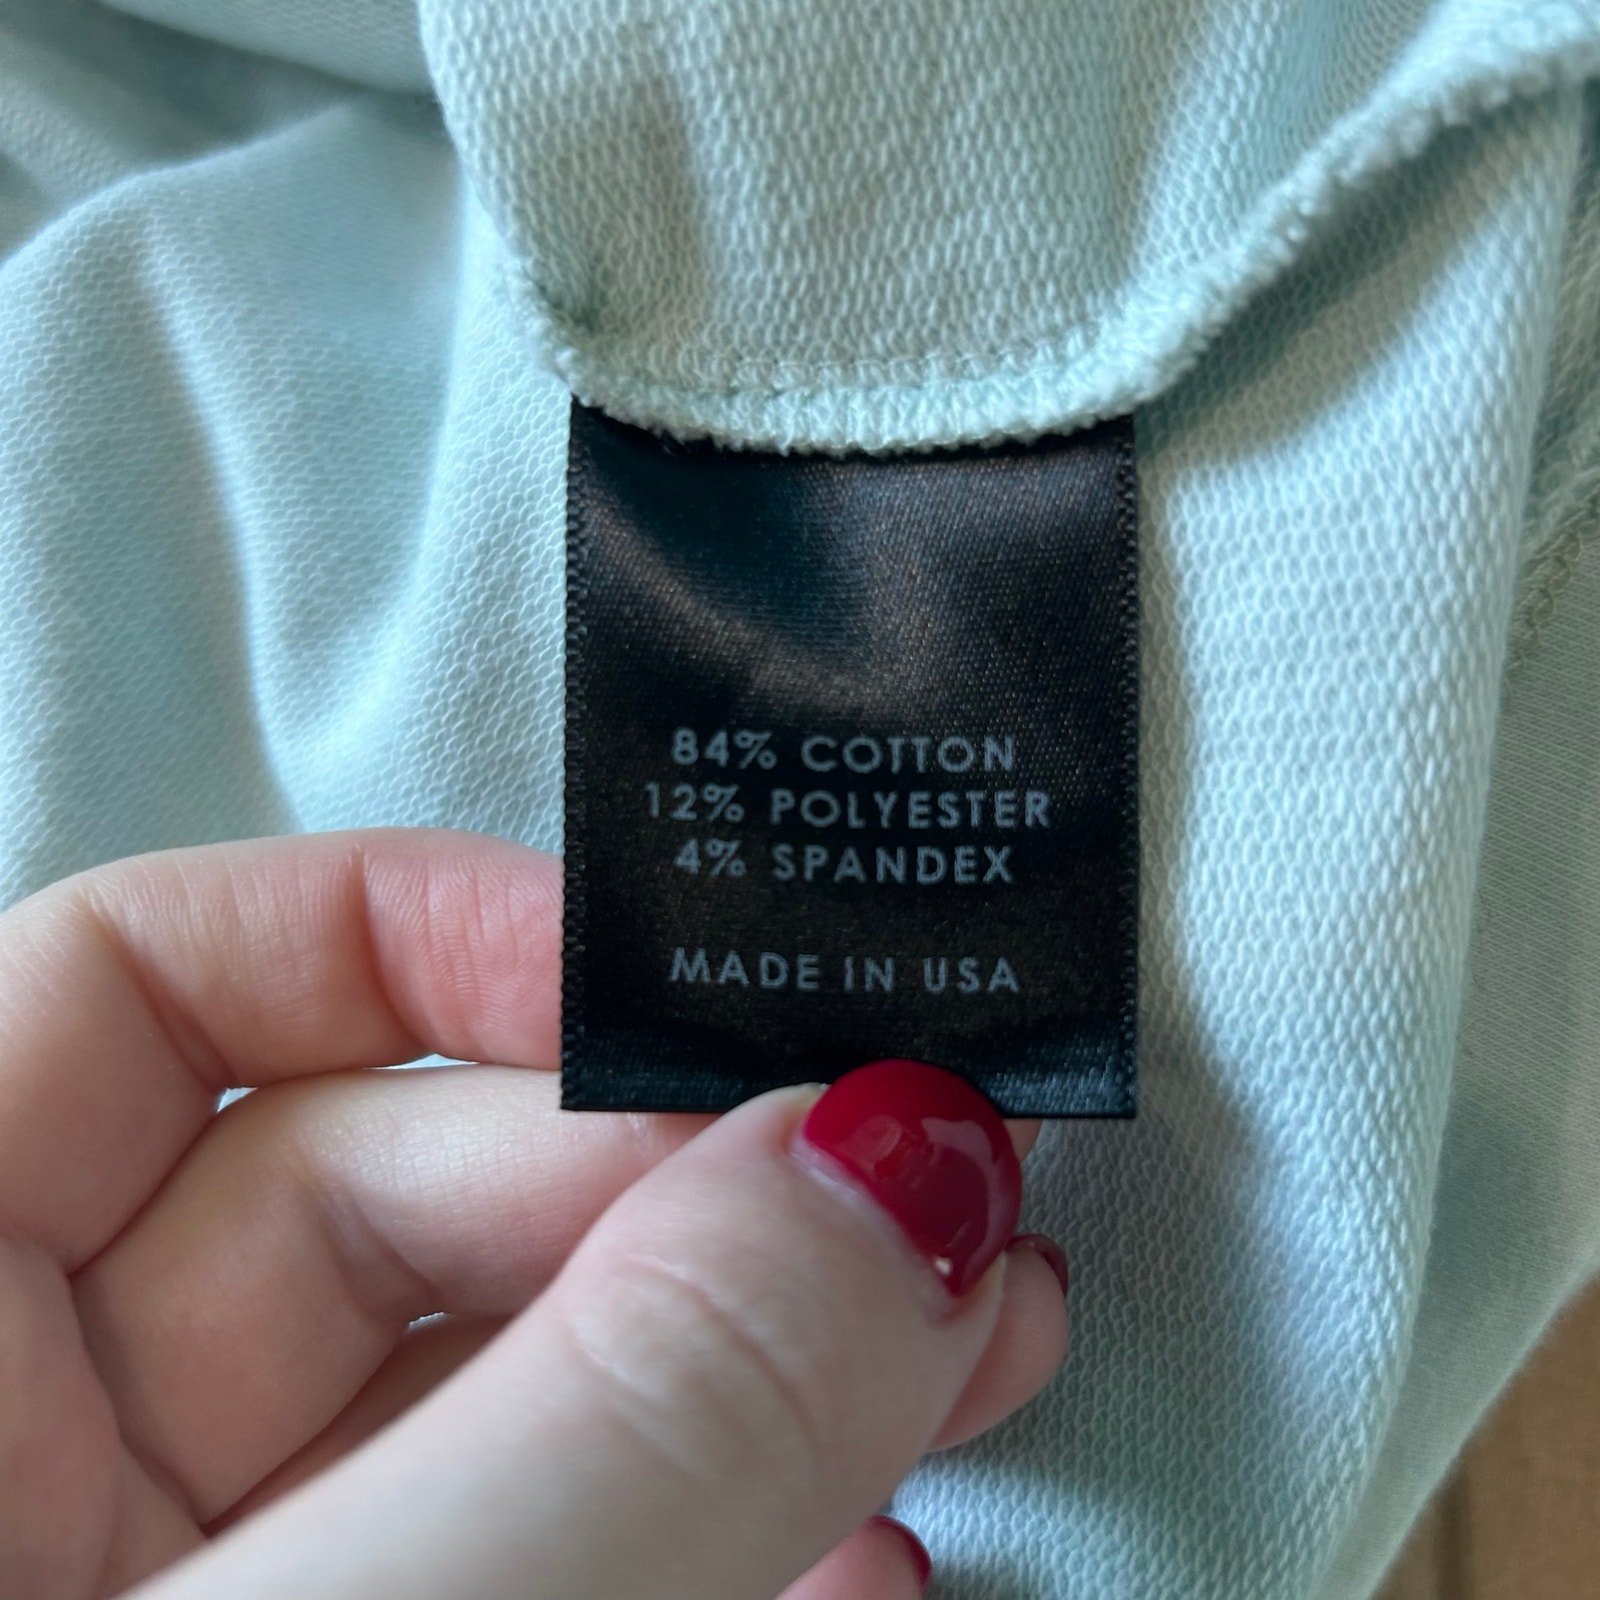 84% COTTON
12% POLYESTER
4% SPANDEX
MADE IN USA